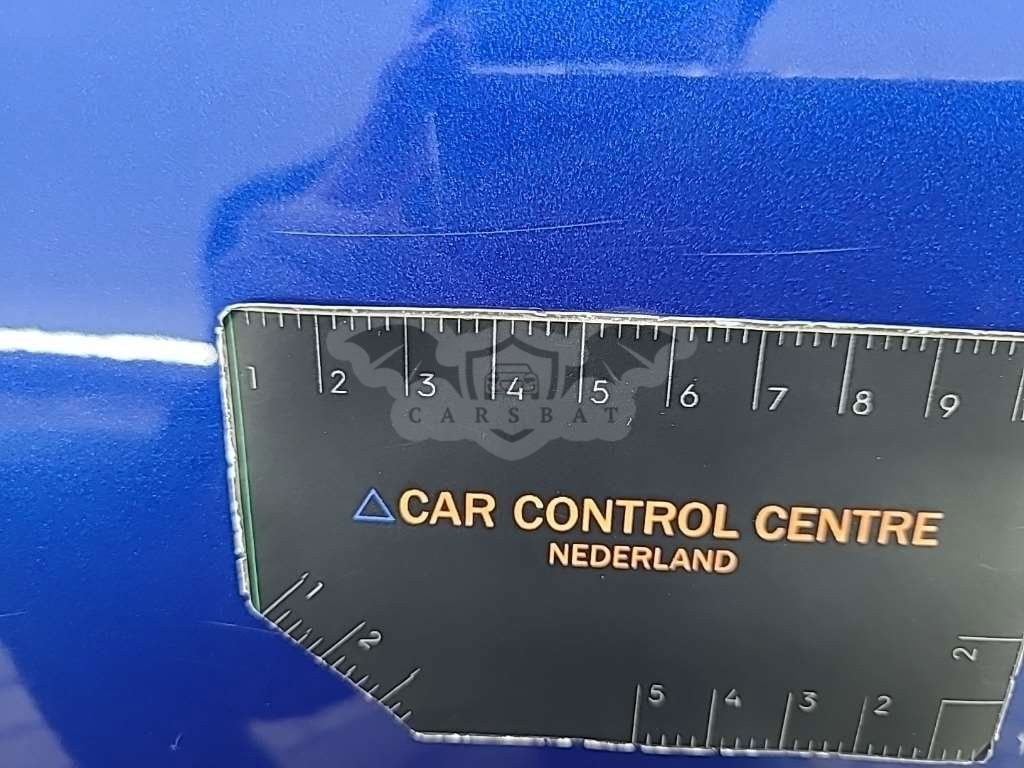 1 2 3 4 5 6 7 8 9
CARSBAT
△CAR CONTROL CENTRE
NEDERLAND
1 2
2
5 4 3 2